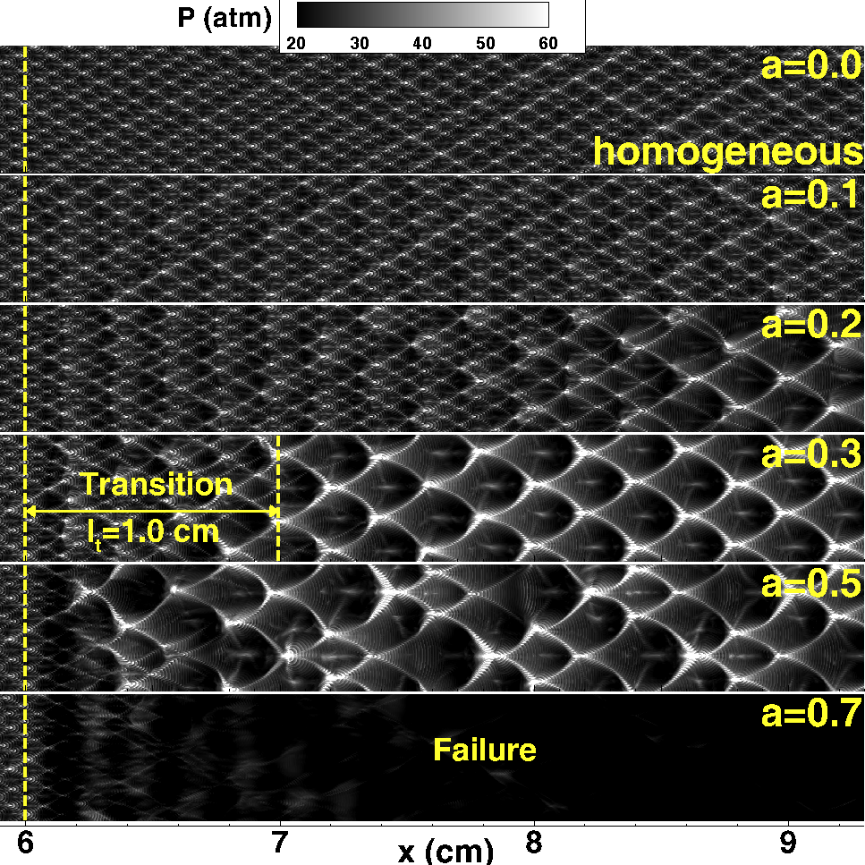 P (atm)
20 30 40 50 60
a=0.0
homogeneous
a=0.1
a=0.2
a=0.3
Transition
lt=1.0 cm
a=0.5
a=0.7
Failure
6 7 8 9
x (cm)